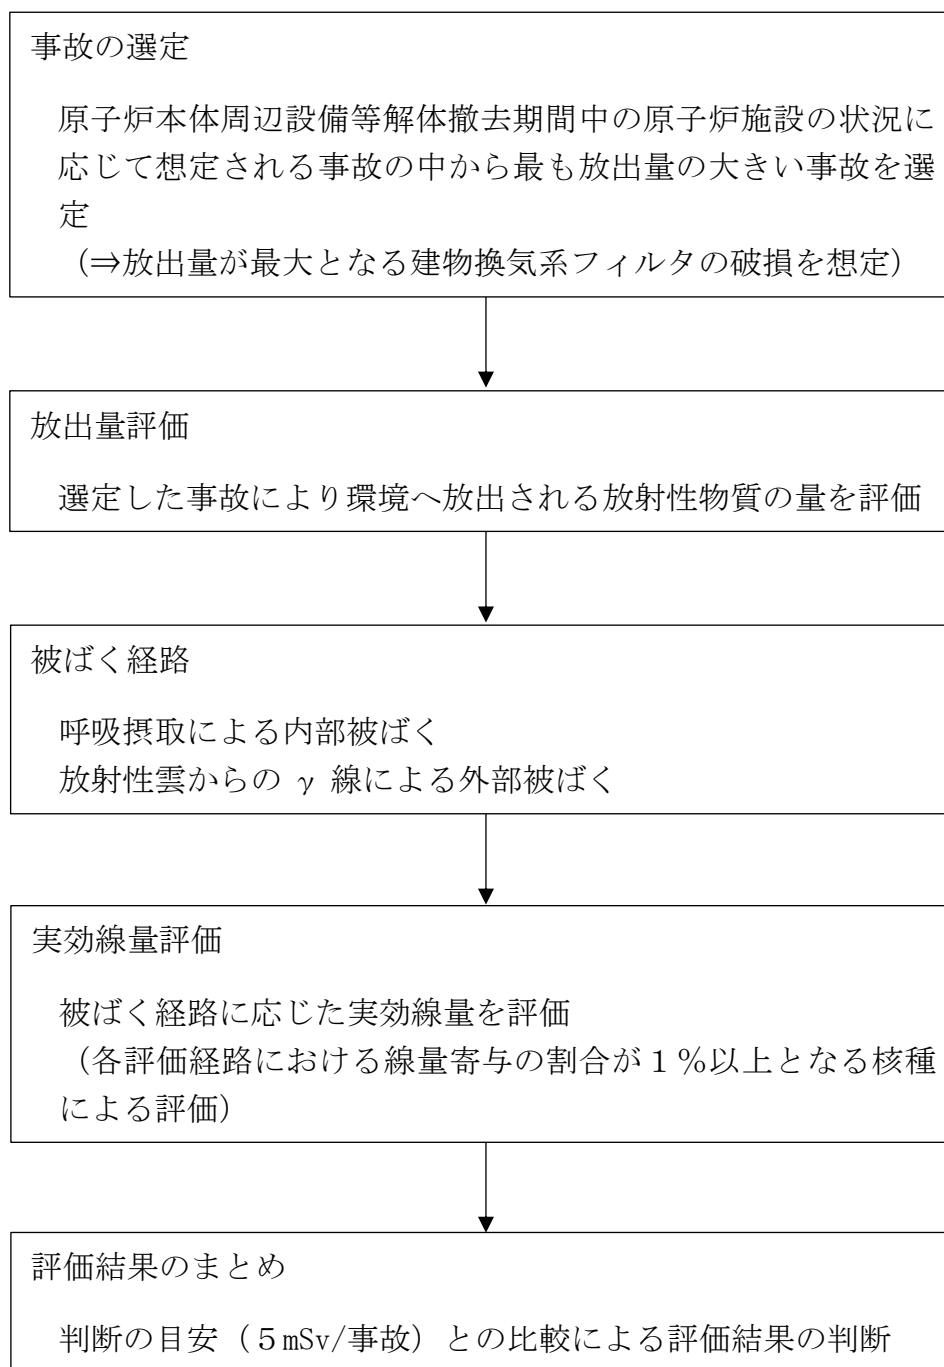 事故の選定
原子炉本体周辺設備等解体撤去期間中の原子炉施設の状況に
応じて想定される事故の中から最も放出量の大きい事故を選
定
（⇒放出量が最大となる建物換気系フィルタの破損を想定）
放出量評価
選定した事故により環境へ放出される放射性物質の量を評価
被ばく経路
呼吸摂取による内部被ばく
放射性雲からの γ 線による外部被ばく
実効線量評価
被ばく経路に応じた実効線量を評価
（各評価経路における線量寄与の割合が１％以上となる核種
による評価）
評価結果のまとめ
判断の目安（５mSv/事故）との比較による評価結果の判断